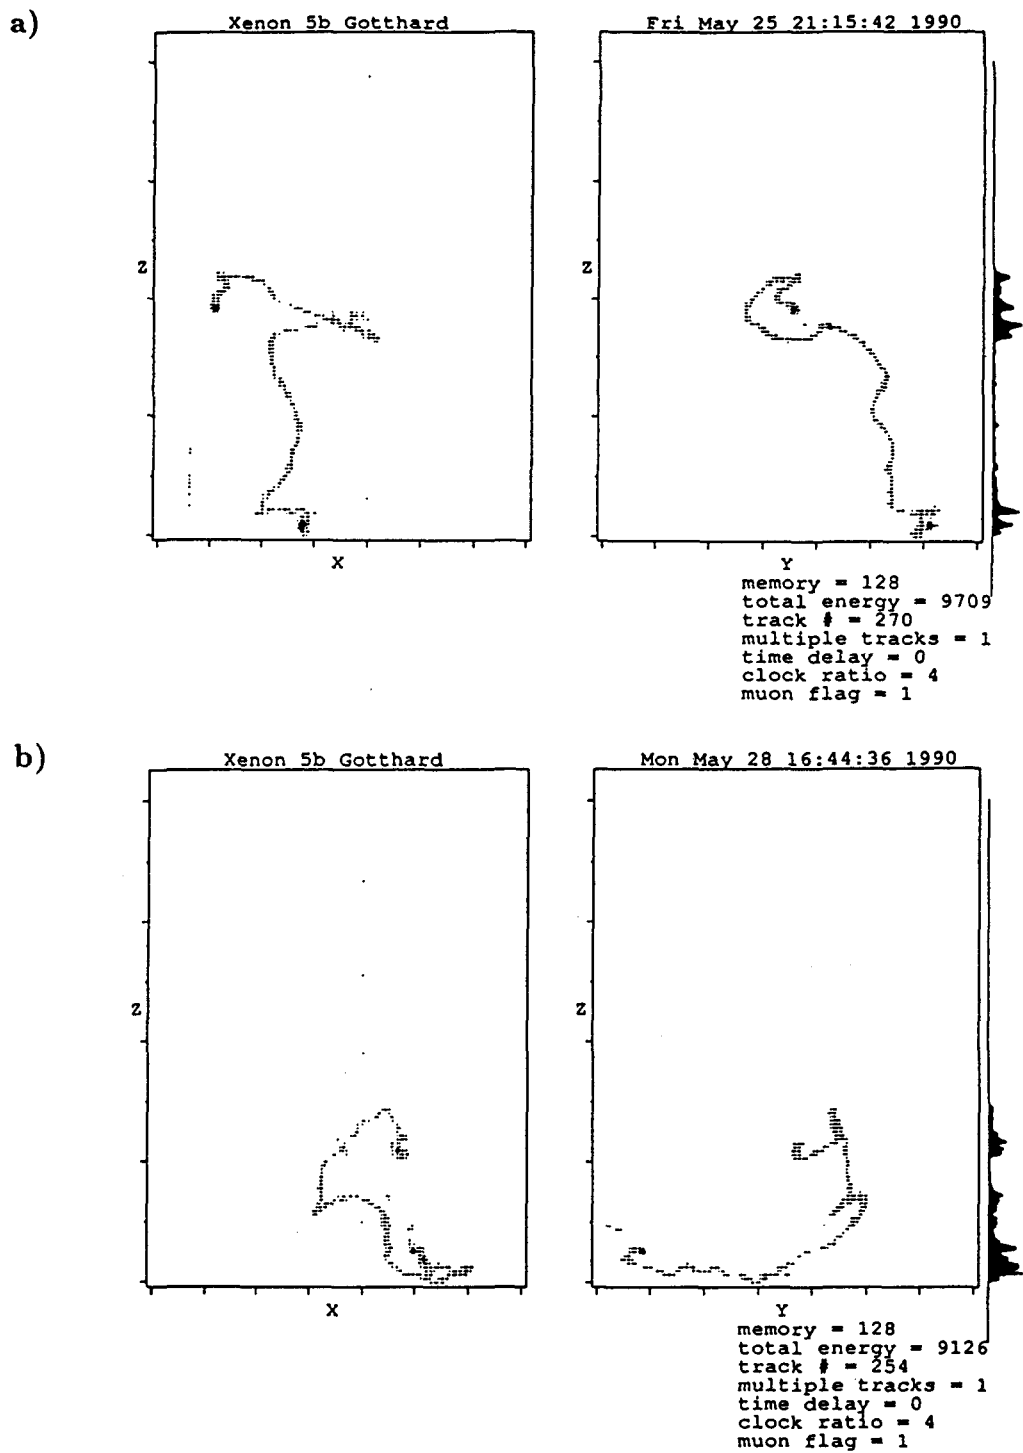 a)
Xenon 5b Gotthard
Fri May 25 21:15:42 1990
Z
Z
X
Y
memory = 128
total energy = 9709
track # = 270
multiple tracks = 1
time delay = 0
clock ratio = 4
muon flag = 1
b)
Xenon 5b Gotthard
Mon May 28 16:44:36 1990
Z
Z
X
Y
memory = 128
total energy = 9126
track # = 254
multiple tracks = 1
time delay = 0
clock ratio = 4
muon flag = 1